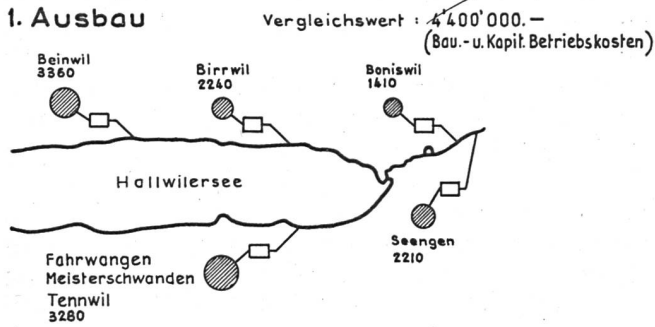 1. Ausbau
Vergleichswert : 4'400'000.—
(Bau.- u. Kapit. Betriebskosten)
Beinwil
3360
Birrwil
2240
Boniswil
1410
Hallwilersee
Seengen
2210
Fahrwangen
Meisterschwanden
Tennwil
3280